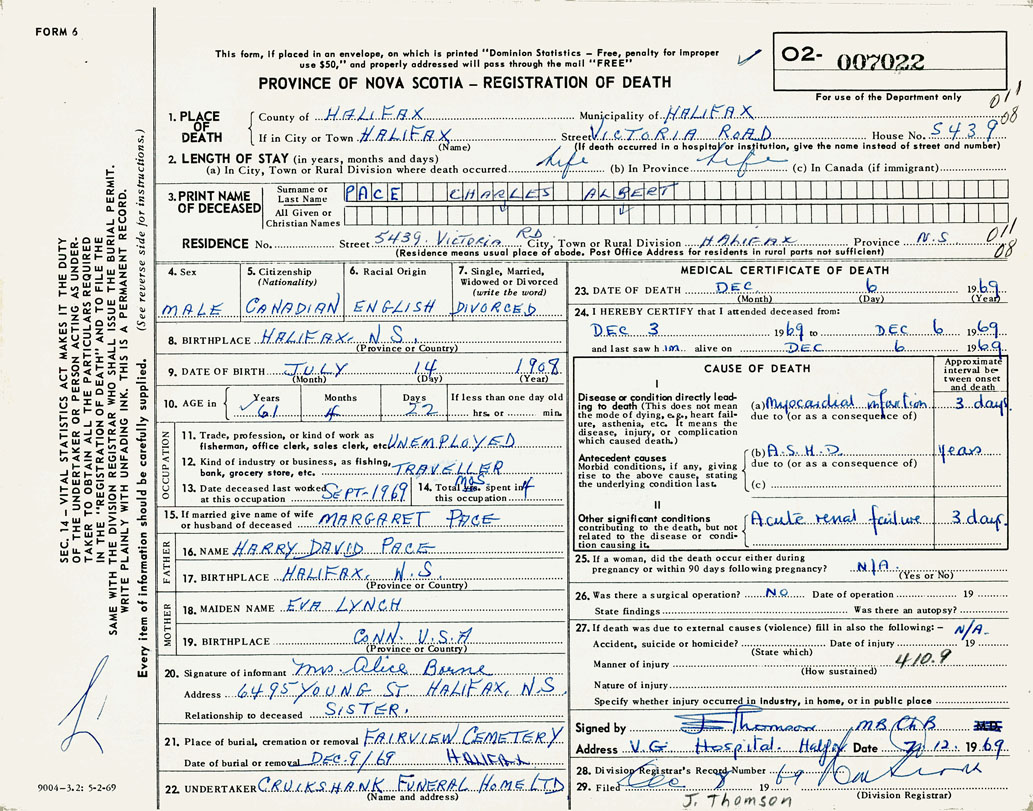 FORM 6
This form, if placed in an envelope, on which is printed "Dominion Statistics – Free, penalty for improper
use $50," and properly addressed will pass through the mail "FREE"
O2- 007022
PROVINCE OF NOVA SCOTIA – REGISTRATION OF DEATH
For use of the Department only
011
08
1. PLACE OF DEATH
County of HALIFAX Municipality of HALIFAX
If in City or Town HALIFAX Street VICTORIA ROAD House No. 5439
(Name) (If death occurred in a hospital or institution, give the name instead of street and number)
2. LENGTH OF STAY (in years, months and days)
(a) In City, Town or Rural Division where death occurred life (b) In Province life (c) In Canada (if immigrant)
3. PRINT NAME OF DECEASED
Surname or Last Name PACE CHARLES ALBERT
All Given or Christian Names
RESIDENCE No. Street 5439 VICTORIA RD City, Town or Rural Division HALIFAX Province N.S
(Residence means usual place of abode. Post Office Address for residents in rural parts not sufficient)
011
08
4. Sex
MALE
5. Citizenship
(Nationality)
CANADIAN
6. Racial Origin
ENGLISH
7. Single, Married,
Widowed or Divorced
(write the word)
DIVORCED
8. BIRTHPLACE HALIFAX, N.S.
(Province or Country)
9. DATE OF BIRTH JULY 14 1908
(Month) (Day) (Year)
10. AGE in
Years Months Days If less than one day old
61 4 22 hrs. or min.
OCCUPATION
11. Trade, profession, or kind of work as
fisherman, office clerk, sales clerk, etc. UNEMPLOYED
12. Kind of industry or business, as fishing,
bank, grocery store, etc. TRAVELLER
13. Date deceased last worked
at this occupation SEPT-1969
14. Total mos. spent in
this occupation 4
15. If married give name of wife
or husband of deceased MARGARET PACE
FATHER
16. NAME HARRY DAVID PACE
17. BIRTHPLACE HALIFAX, N.S.
(Province or Country)
MOTHER
18. MAIDEN NAME EVA LYNCH
19. BIRTHPLACE CONN. U.S.A
(Province or Country)
20. Signature of informant Mrs. Alice
Address 6495 YOUNG ST HALIFAX, N.S.
Relationship to deceased SISTER.
21. Place of burial, cremation or removal FAIRVIEW CEMETERY
Date of burial or removal DEC. 9/69 HALIFAX
22. UNDERTAKER CRUIKSHANK FUNERAL HOME LTD
(Name and address)
MEDICAL CERTIFICATE OF DEATH
23. DATE OF DEATH DEC 6 1969
(Month) (Day) (Year)
24. I HEREBY CERTIFY that I attended deceased from:
DEC 3 1969 to DEC 6 1969
and last saw him alive on DEC 6 1969
CAUSE OF DEATH
Approximate interval between onset and death
I
Disease or condition directly leading to death (This does not mean the mode of dying, e.g., heart failure, asthenia, etc. It means the disease, injury, or complication which caused death.)
(a) Myocardial infarction 3 days
due to (or as a consequence of)
Antecedent causes
Morbid conditions, if any, giving rise to the above cause, stating the underlying condition last.
(b) A.S.H.D. years
due to (or as a consequence of)
(c)
II
Other significant conditions
contributing to the death, but not related to the disease or condition causing it.
Acute renal failure 3 days
25. If a woman, did the death occur either during
pregnancy or within 90 days following pregnancy? N/A.
(Yes or No)
26. Was there a surgical operation? NO Date of operation 19
State findings Was there an autopsy?
27. If death was due to external causes (violence) fill in also the following: – N/A.
Accident, suicide or homicide? Date of injury 19
(State which)
Manner of injury 410.9
(How sustained)
Nature of injury
Specify whether injury occurred in Industry, in home, or in public place
Signed by J Thomson MB ChB M.D.
Address V.G. Hospital. Date 12. 1969
28. Division Registrar's Record Number
29. Filed Dec 8 1969
(Division Registrar)
J. Thomson
SEC. 14 – VITAL STATISTICS ACT MAKES IT THE DUTY
OF THE UNDERTAKER OR PERSON ACTING AS UNDER-
TAKER TO OBTAIN ALL THE PARTICULARS REQUIRED
IN THE "REGISTRATION OF DEATH" AND TO FILE THE
SAME WITH THE DIVISION REGISTRAR WHO SHALL ISSUE THE BURIAL PERMIT.
WRITE PLAINLY WITH UNFADING INK. THIS IS A PERMANENT RECORD.
Every item of information should be carefully supplied. (See reverse side for instructions.)
9004-3.2: 5-2-69